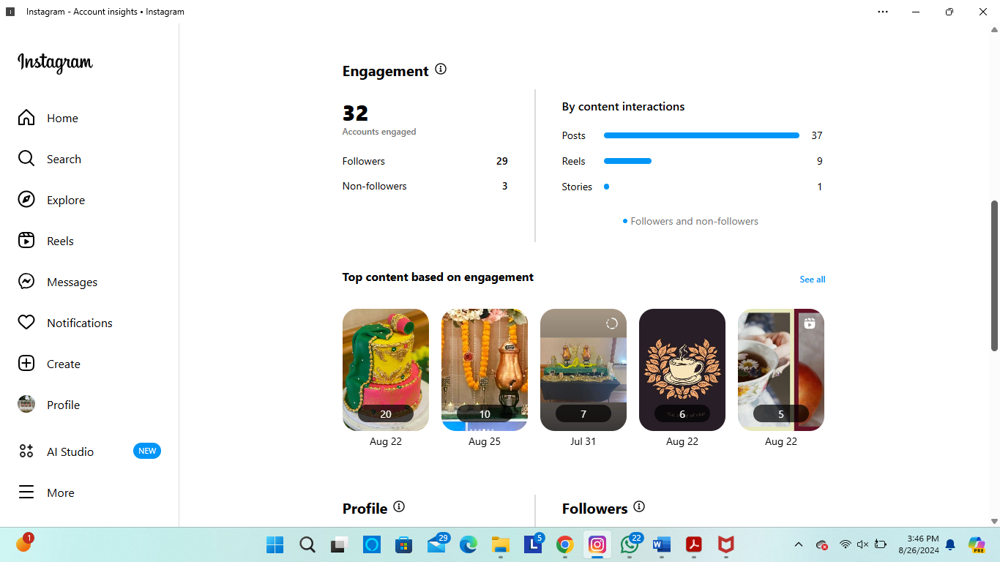 Instagram - Account insights • Instagram
Instagram
Home
Search
Explore
Reels
Messages
Notifications
Create
Profile
AI Studio NEW
More
Engagement
32
Accounts engaged
Followers 29
Non-followers 3
By content interactions
Posts 37
Reels 9
Stories 1
Followers and non-followers
Top content based on engagement
See all
20
10
7
6
5
Aug 22
Aug 25
Jul 31
Aug 22
Aug 22
Profile
Followers
1
29
5
22
PRE
3:46 PM
8/26/2024